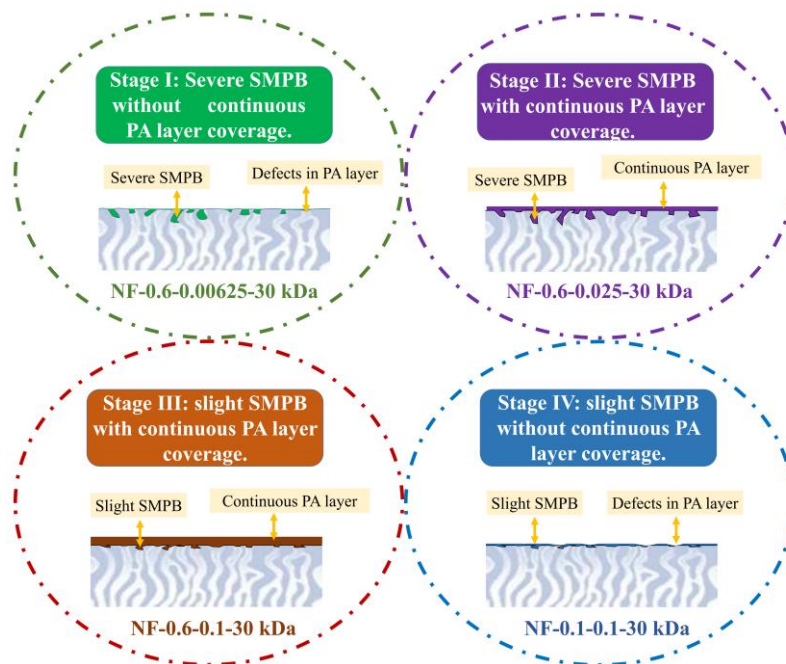 Stage I: Severe SMPB
without continuous
PA layer coverage.
Severe SMPB
Defects in PA layer
NF-0.6-0.00625-30 kDa
Stage II: Severe SMPB
with continuous PA layer
coverage.
Severe SMPB
Continuous PA layer
NF-0.6-0.025-30 kDa
Stage III: slight SMPB
with continuous PA layer
coverage.
Slight SMPB
Continuous PA layer
NF-0.6-0.1-30 kDa
Stage IV: slight SMPB
without continuous PA
layer coverage.
Slight SMPB
Defects in PA layer
NF-0.1-0.1-30 kDa